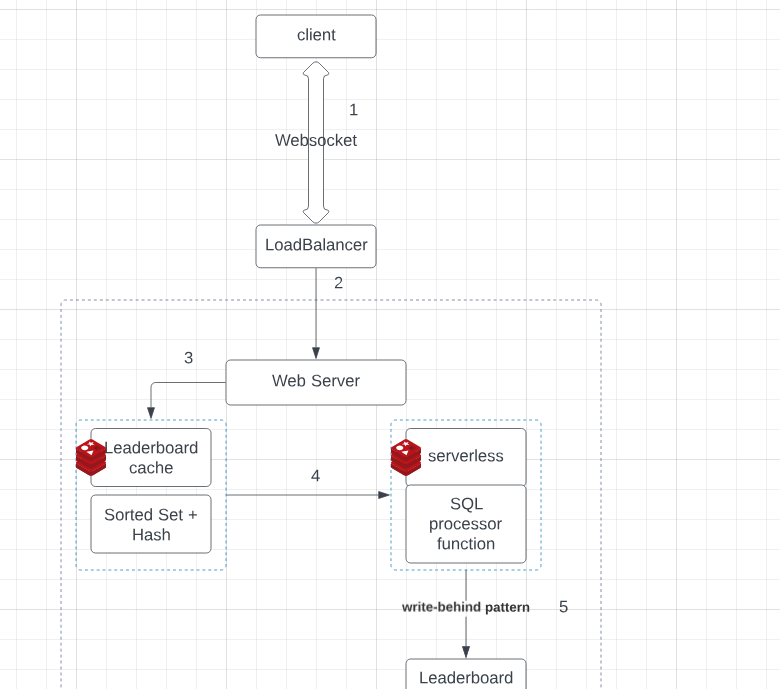 client
1
Websocket
LoadBalancer
2
Web Server
3
Leaderboard
cache
Sorted Set +
Hash
4
serverless
SQL
processor
function
write-behind pattern
5
Leaderboard